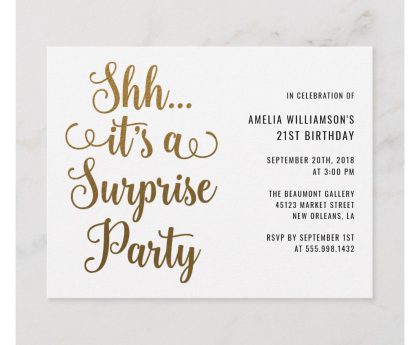 Shh...
it's a
Surprise
Party
IN CELEBRATION OF
AMELIA WILLIAMSON'S
21ST BIRTHDAY
SEPTEMBER 20TH, 2018
AT 3:00 PM
THE BEAUMONT GALLERY
45123 MARKET STREET
NEW ORLEANS, LA
RSVP BY SEPTEMBER 1ST
AT 555.998.1432